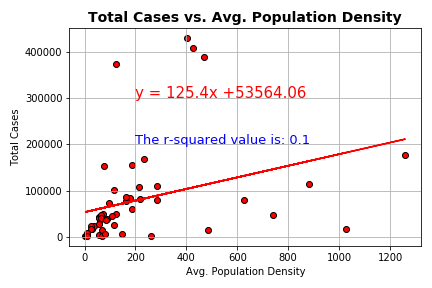 Total Cases vs. Avg. Population Density
400000
300000
200000
100000
0
Total Cases
y = 125.4x +53564.06
The r-squared value is: 0.1
0 200 400 600 800 1000 1200
Avg. Population Density